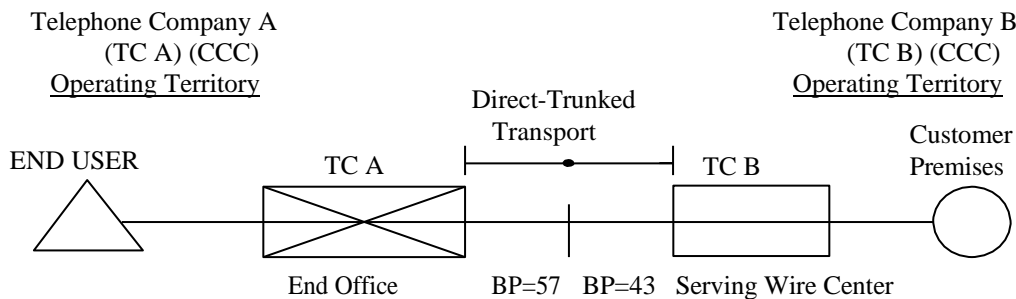 Telephone Company A
(TC A) (CCC)
Operating Territory
Telephone Company B
(TC B) (CCC)
Operating Territory
Direct-Trunked
Transport
Customer
Premises
END USER
TC A
TC B
End Office
BP=57
BP=43
Serving Wire Center